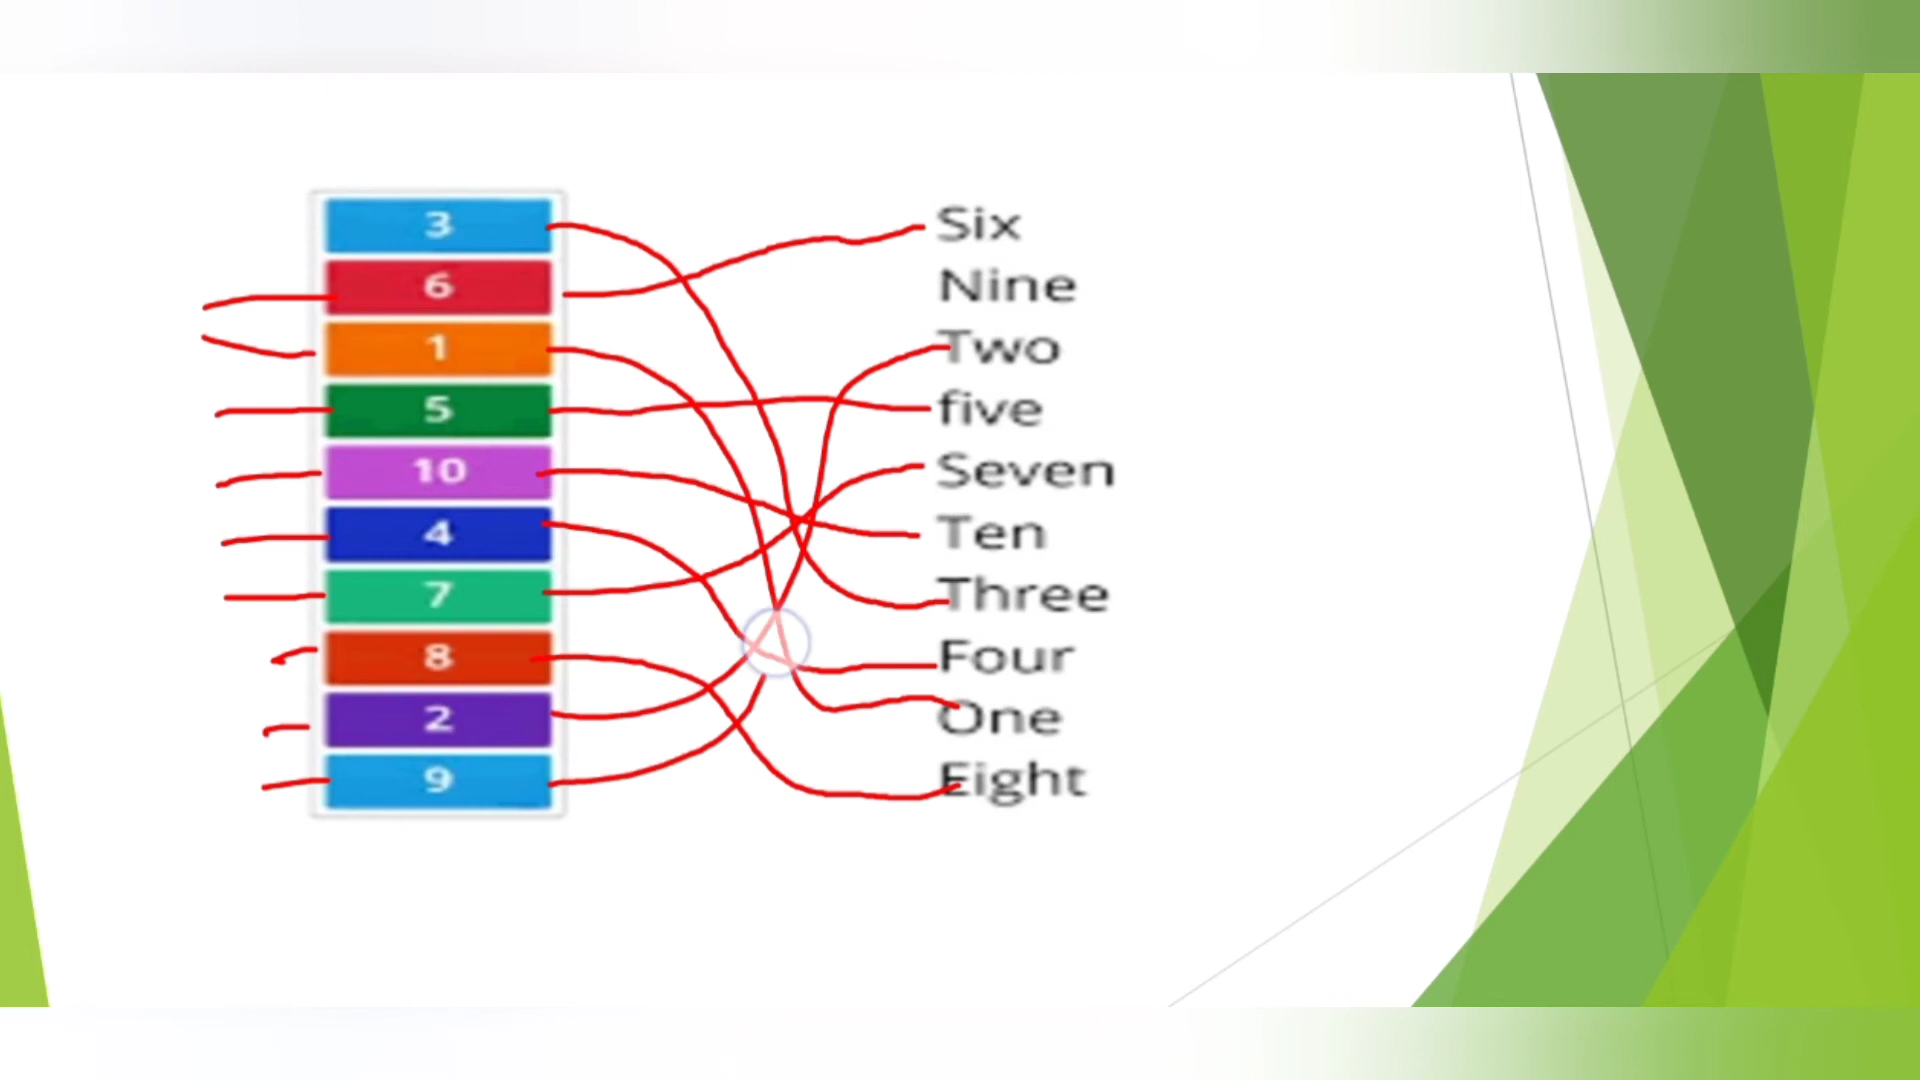 3 Six
6 Nine
1 Two
5 five
10 Seven
4 Ten
7 Three
8 Four
2 One
9 Eight